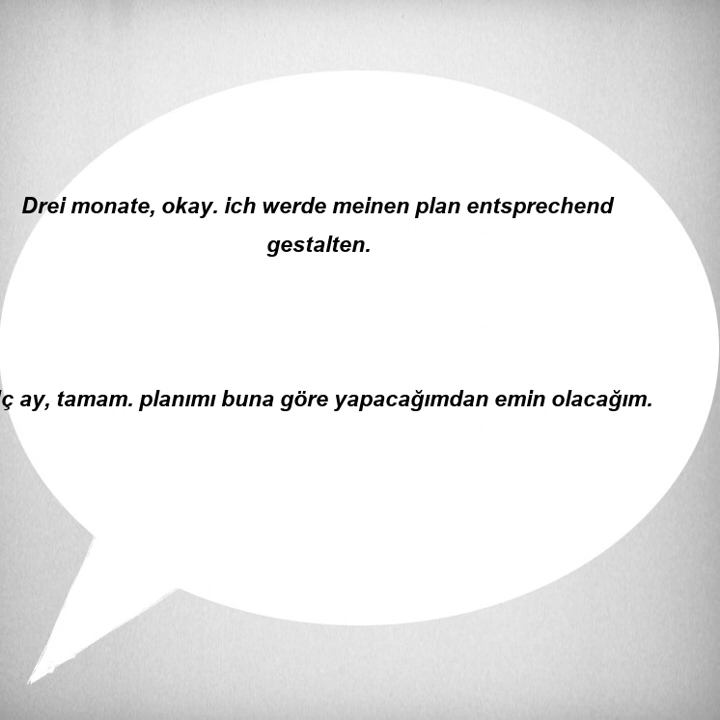 Drei monate, okay. ich werde meinen plan entsprechend
gestalten.
ay, tamam. planımı buna göre yapacağımdan emin olacağım.